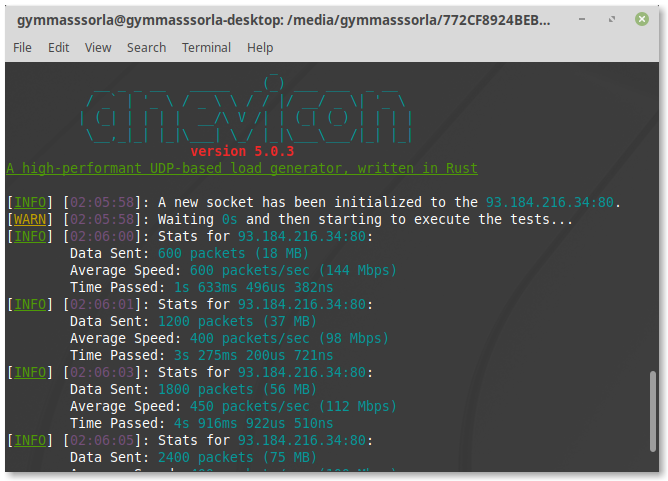 gymmasssorla@gymmasssorla-desktop: /media/gymmasssorla/772CF8924BEB...
File Edit View Search Terminal Help
anevicon
version 5.0.3
A high-performant UDP-based load generator, written in Rust
[INFO] [02:05:58]: A new socket has been initialized to the 93.184.216.34:80.
[WARN] [02:05:58]: Waiting 0s and then starting to execute the tests...
[INFO] [02:06:00]: Stats for 93.184.216.34:80:
Data Sent: 600 packets (18 MB)
Average Speed: 600 packets/sec (144 Mbps)
Time Passed: 1s 633ms 496us 382ns
[INFO] [02:06:01]: Stats for 93.184.216.34:80:
Data Sent: 1200 packets (37 MB)
Average Speed: 400 packets/sec (98 Mbps)
Time Passed: 3s 275ms 200us 721ns
[INFO] [02:06:03]: Stats for 93.184.216.34:80:
Data Sent: 1800 packets (56 MB)
Average Speed: 450 packets/sec (112 Mbps)
Time Passed: 4s 916ms 922us 510ns
[INFO] [02:06:05]: Stats for 93.184.216.34:80:
Data Sent: 2400 packets (75 MB)